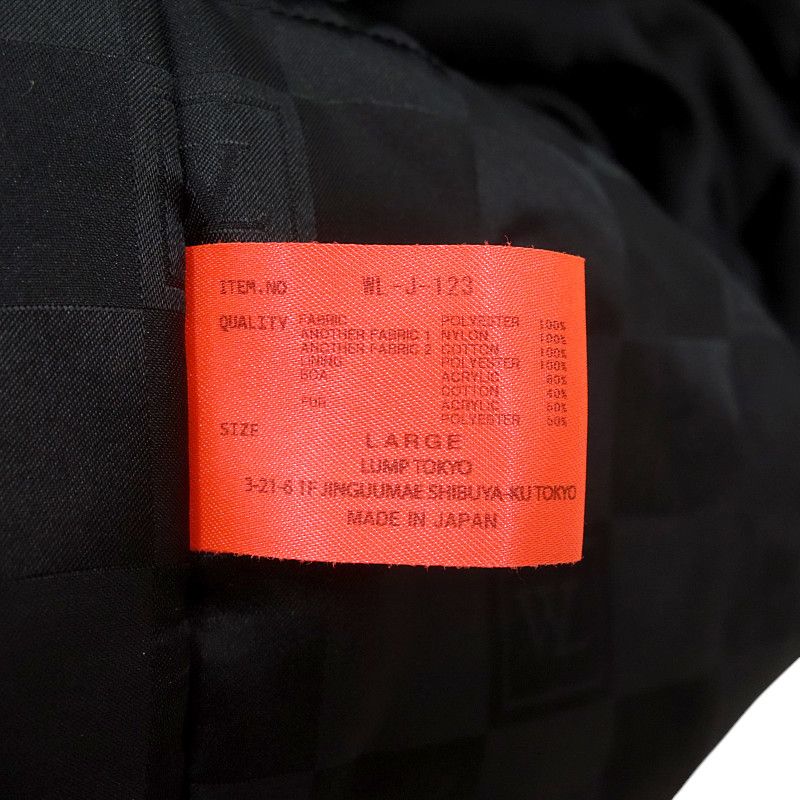 ITEM.NO WL-J-123
QUALITY FABRIC POLYESTER 100%
ANOTHER FABRIC 1 NYLON 100%
ANOTHER FABRIC 2 COTTON 100%
LINING POLYESTER 100%
BOA ACRYLIC 60%
COTTON 40%
FUR ACRYLIC 50%
POLYESTER 50%
SIZE LARGE
LUMP TOKYO
3-21-6 1F JINGUUMAE SHIBUYA-KU TOKYO
MADE IN JAPAN
WL